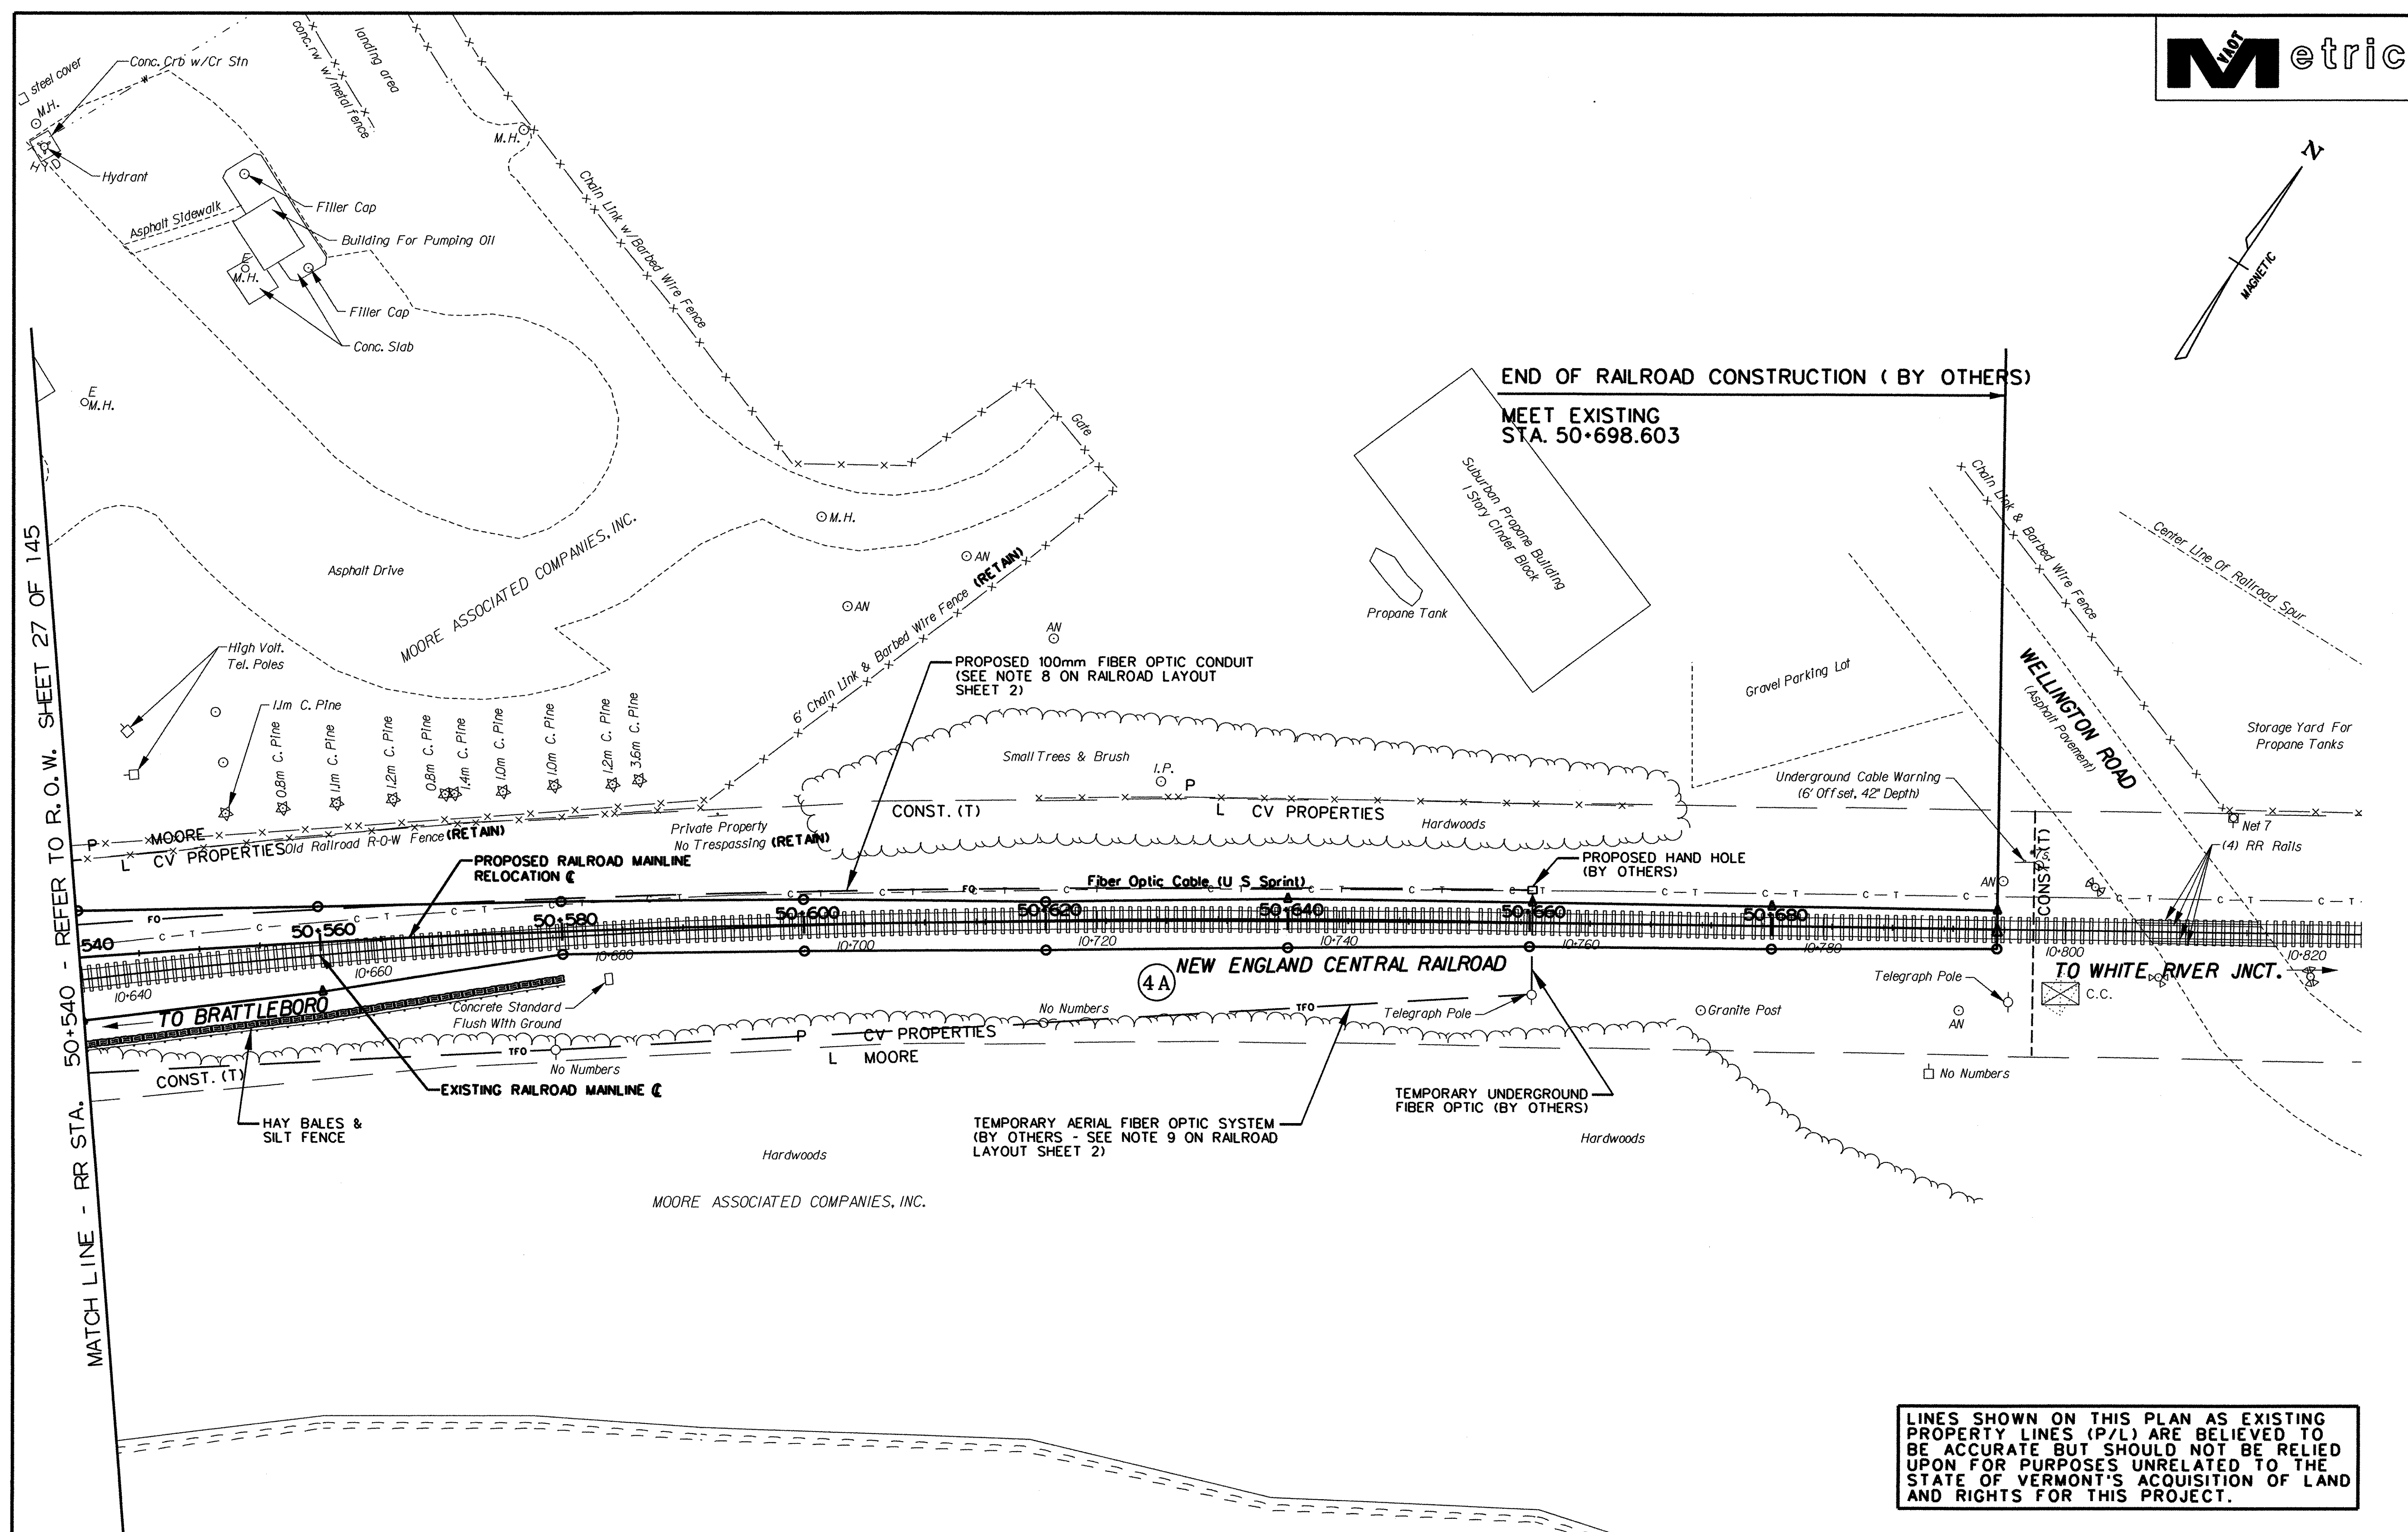 VAOT
Metric
steel cover
M.H.
Conc. Crb w/Cr Stn
HYD
Hydrant
conc.rw w/metal fence
landing area
M.H.
Filler Cap
Asphalt Sidewalk
Building For Pumping Oil
E
M.H.
Filler Cap
Conc. Slab
Chain Link w/Barbed Wire Fence
N
MAGNETIC
E
M.H.
END OF RAILROAD CONSTRUCTION ( BY OTHERS)
MEET EXISTING
STA. 50+698.603
Gate
Suburban Propane Building
1 Story Cinder Block
Propane Tank
Chain Link & Barbed Wire Fence
Center Line Of Railroad Spur
M.H.
AN
AN
AN
Asphalt Drive
MOORE ASSOCIATED COMPANIES, INC.
6' Chain Link & Barbed Wire Fence (RETAIN)
High Volt.
Tel. Poles
PROPOSED 100mm FIBER OPTIC CONDUIT
(SEE NOTE 8 ON RAILROAD LAYOUT
SHEET 2)
Gravel Parking Lot
WELLINGTON ROAD
(Asphalt Pavement)
Storage Yard For
Propane Tanks
1.1m C. Pine
0.8m C. Pine
1.1m C. Pine
1.2m C. Pine
0.8m C. Pine
1.4m C. Pine
1.0m C. Pine
1.0m C. Pine
1.2m C. Pine
3.6m C. Pine
Small Trees & Brush
I.P.
P
L
CV PROPERTIES
CONST. (T)
Hardwoods
Underground Cable Warning
(6' Offset, 42" Depth)
Net 7
(4) RR Rails
P
MOORE
L
CV PROPERTIES
Old Railroad R-O-W Fence (RETAIN)
Private Property
No Trespassing (RETAIN)
PROPOSED RAILROAD MAINLINE
RELOCATION ℄
PROPOSED HAND HOLE
(BY OTHERS)
CONST. (T)
AN
FO
Fiber Optic Cable (U S Sprint)
FO
C T C T C T C T C T C T C T C T C T C T C T C T C T
540
50+560
50+580
50+600
50+620
50+640
50+660
50+680
10+640
10+660
10+680
10+700
10+720
10+740
10+760
10+780
10+800
10+820
NEW ENGLAND CENTRAL RAILROAD
4A
TO BRATTLEBORO
TO WHITE RIVER JNCT.
Concrete Standard
Flush With Ground
No Numbers
TFO
Telegraph Pole
Telegraph Pole
C.C.
Granite Post
AN
P
CV PROPERTIES
L
MOORE
TFO
No Numbers
CONST. (T)
EXISTING RAILROAD MAINLINE ℄
No Numbers
HAY BALES &
SILT FENCE
TEMPORARY AERIAL FIBER OPTIC SYSTEM
(BY OTHERS - SEE NOTE 9 ON RAILROAD
LAYOUT SHEET 2)
TEMPORARY UNDERGROUND
FIBER OPTIC (BY OTHERS)
Hardwoods
Hardwoods
MOORE ASSOCIATED COMPANIES, INC.
MATCH LINE - RR STA. 50+540 - REFER TO R.O.W. SHEET 27 OF 145
LINES SHOWN ON THIS PLAN AS EXISTING
PROPERTY LINES (P/L) ARE BELIEVED TO
BE ACCURATE BUT SHOULD NOT BE RELIED
UPON FOR PURPOSES UNRELATED TO THE
STATE OF VERMONT'S ACQUISITION OF LAND
AND RIGHTS FOR THIS PROJECT.